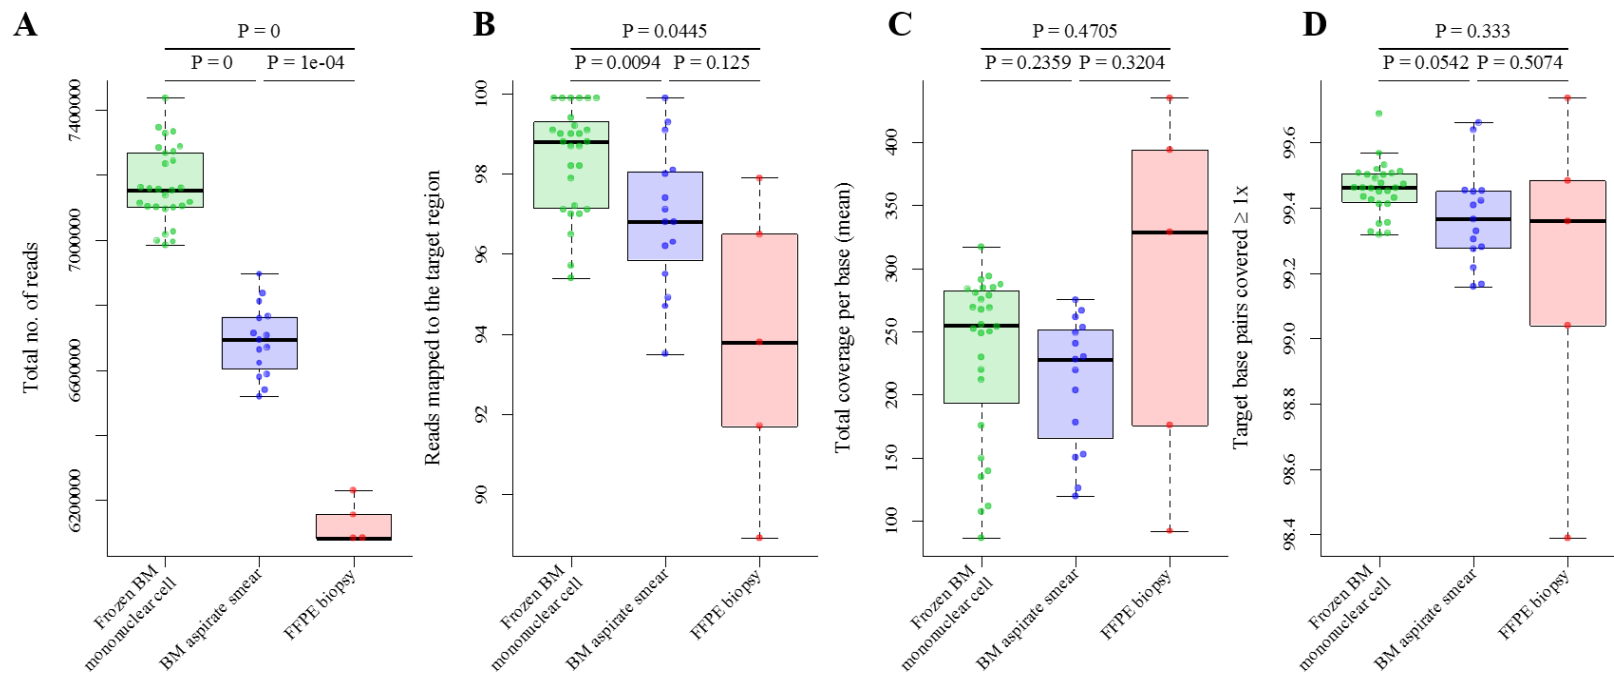 A
P = 0
P = 0
P = 1e-04
Total no. of reads
7400000
7000000
6600000
6200000
Frozen BM
mononuclear cell
BM aspirate smear
FFPE biopsy
B
P = 0.0445
P = 0.0094
P = 0.125
Reads mapped to the target region
100
98
96
94
92
90
Frozen BM
mononuclear cell
BM aspirate smear
FFPE biopsy
C
P = 0.4705
P = 0.2359
P = 0.3204
Total coverage per base (mean)
400
350
300
250
200
150
100
Frozen BM
mononuclear cell
BM aspirate smear
FFPE biopsy
D
P = 0.333
P = 0.0542
P = 0.5074
Target base pairs covered ≥ 1x
99.6
99.4
99.2
99.0
98.8
98.6
98.4
Frozen BM
mononuclear cell
BM aspirate smear
FFPE biopsy